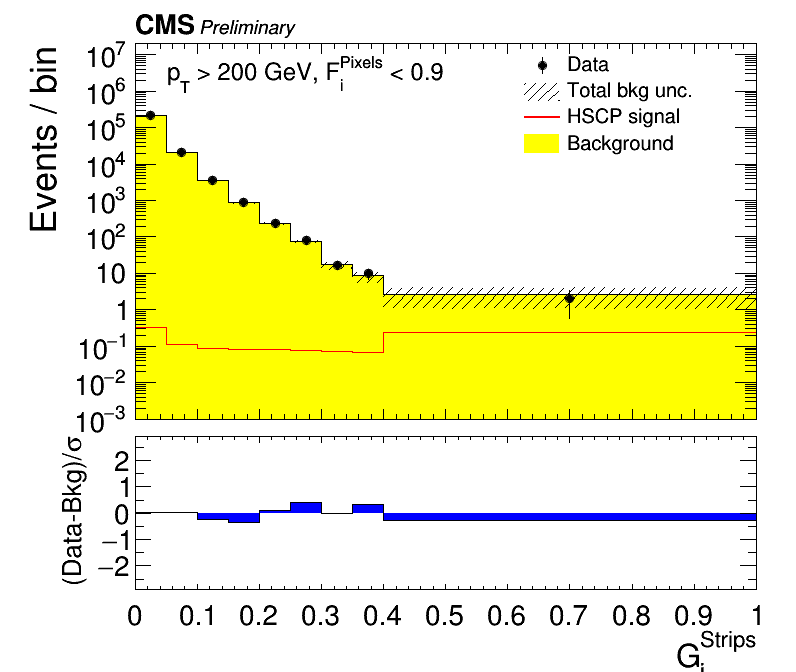 CMS Preliminary
p_T > 200 GeV, F_i^Pixels < 0.9
Data
Total bkg unc.
HSCP signal
Background
Events / bin
10^7
10^6
10^5
10^4
10^3
10^2
10
1
10^−1
10^−2
10^−3
(Data-Bkg)/σ
2
1
0
−1
−2
0 0.1 0.2 0.3 0.4 0.5 0.6 0.7 0.8 0.9 1
G_i^Strips